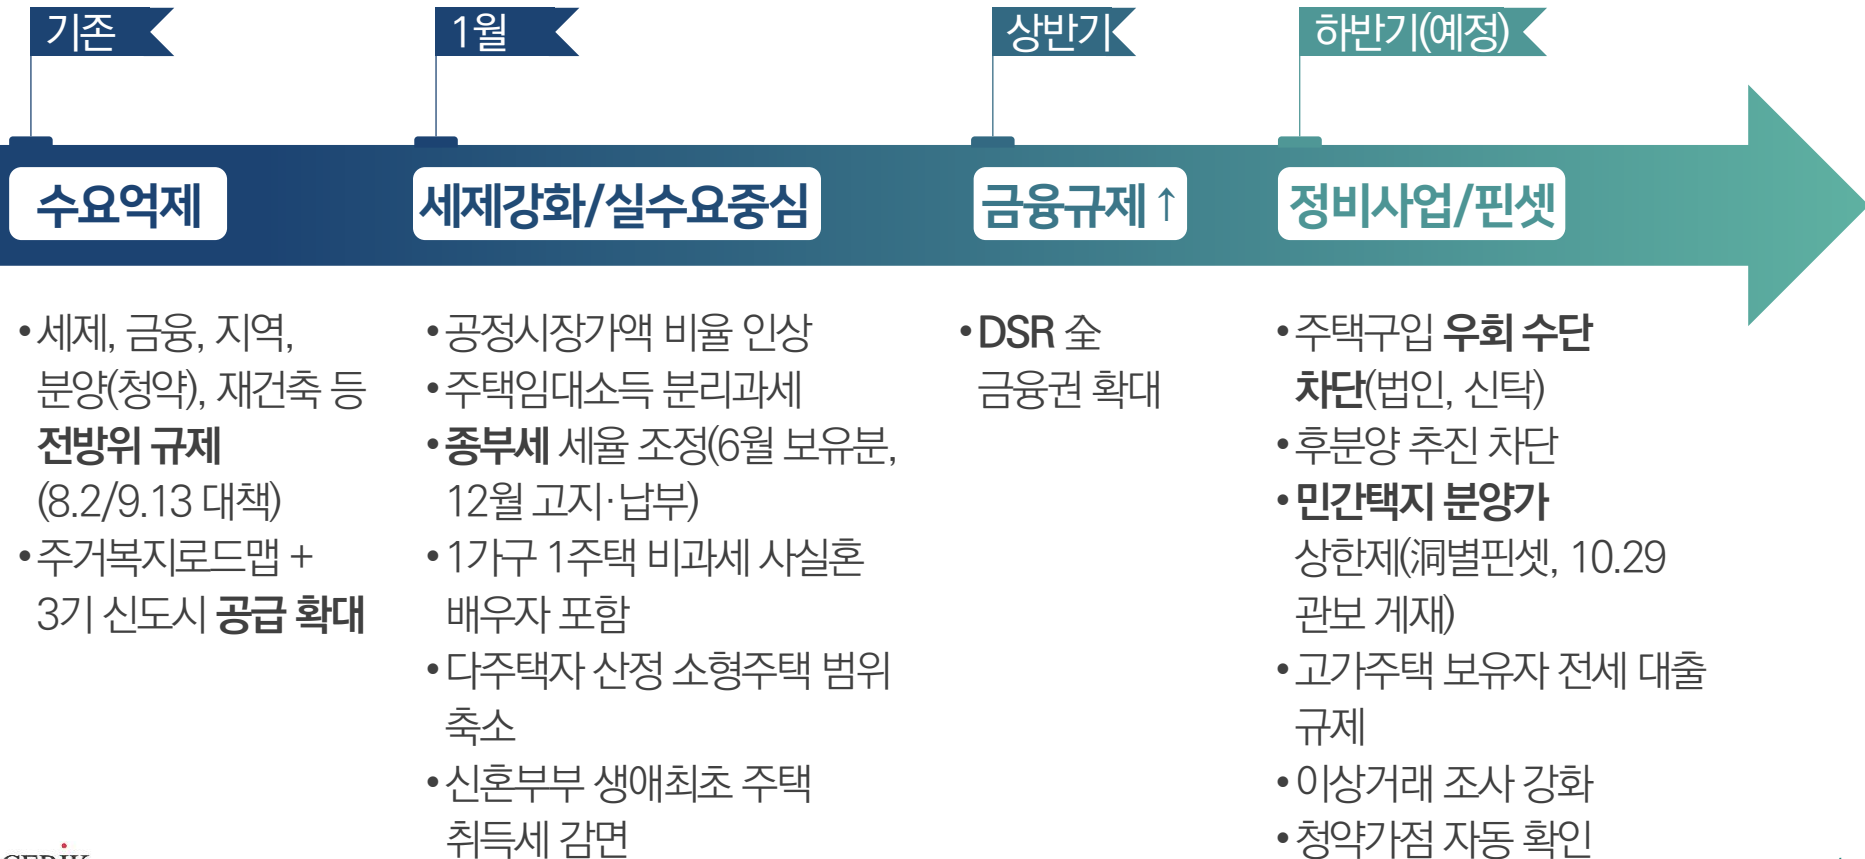 기존
1월
상반기
하반기(예정)
수요억제
세제강화/실수요중심
금융규제↑
정비사업/핀셋
•세제, 금융, 지역,
분양(청약), 재건축 등
전방위 규제
(8.2/9.13 대책)
•주거복지로드맵 +
3기 신도시 공급 확대
•공정시장가액 비율 인상
•주택임대소득 분리과세
•종부세 세율 조정(6월 보유분,
12월 고지·납부)
•1가구 1주택 비과세 사실혼
배우자 포함
•다주택자 산정 소형주택 범위
축소
•신혼부부 생애최초 주택
취득세 감면
•DSR 全
금융권 확대
•주택구입 우회 수단
차단(법인, 신탁)
•후분양 추진 차단
•민간택지 분양가
상한제(洞별핀셋, 10.29
관보 게재)
•고가주택 보유자 전세 대출
규제
•이상거래 조사 강화
•청약가점 자동 확인